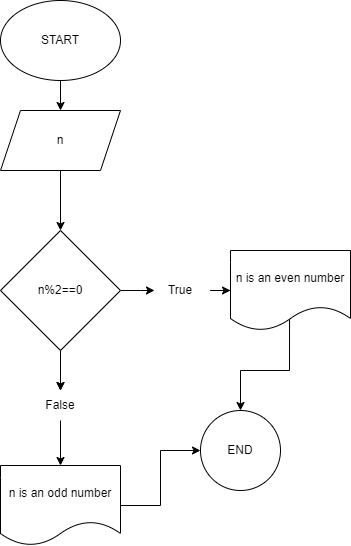 START
n
n%2==0
True
n is an even number
False
n is an odd number
END